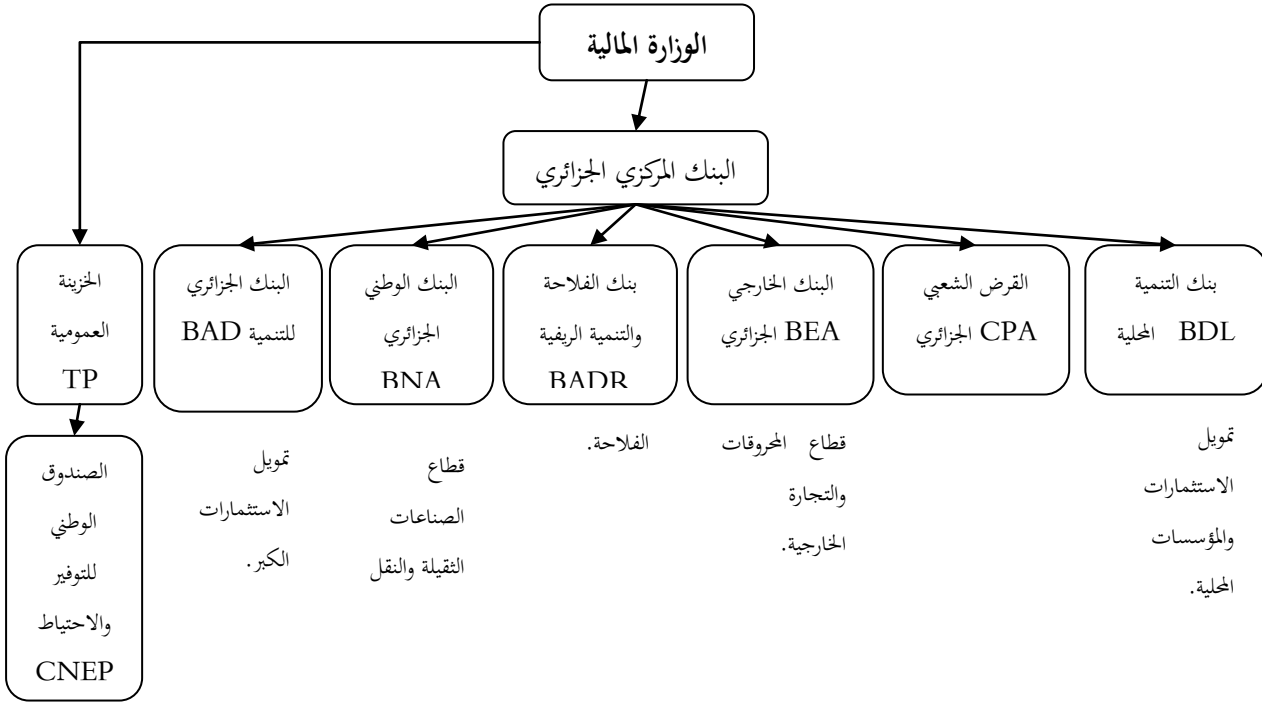 الوزارة المالية
البنك المركزي الجزائري
بنك التنمية
المحلية BDL
القرض الشعبي
الجزائري CPA
البنك الخارجي
الجزائري BEA
بنك الفلاحة
والتنمية الريفية
BADR
البنك الوطني
الجزائري
BNA
البنك الجزائري
للتنمية BAD
الخزينة
العمومية
TP
تمويل
الاستثمارات
والمؤسسات
المحلية.
قطاع المحروقات
والتجارة
الخارجية.
الفلاحة.
قطاع
الصناعات
الثقيلة والنقل
تمويل
الاستثمارات
الكبر.
الصندوق
الوطني
للتوفير
والاحتياط
CNEP